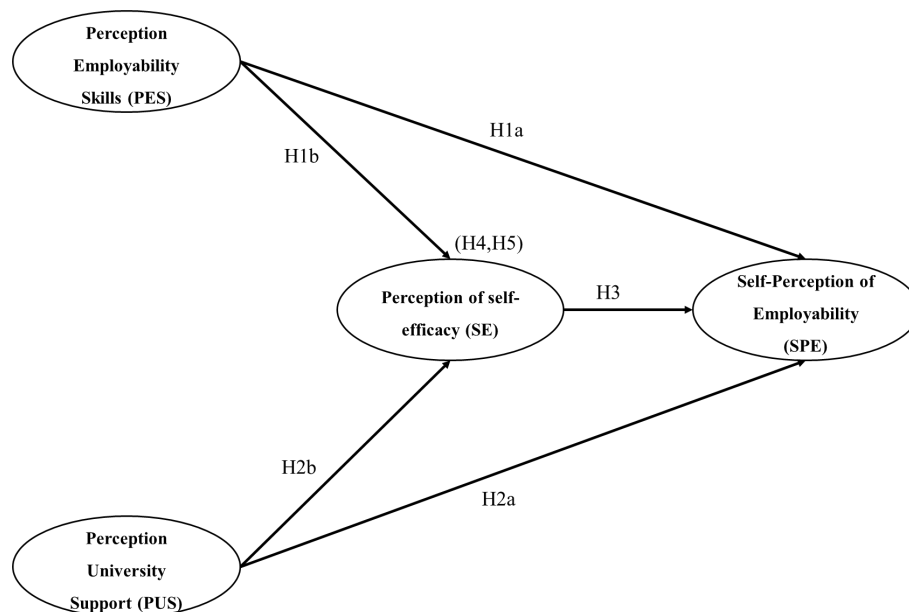 Perception
Employability
Skills (PES)
H1a
H1b
(H4,H5)
Perception of self-
efficacy (SE)
H3
Self-Perception of
Employability
(SPE)
H2b
H2a
Perception
University
Support (PUS)